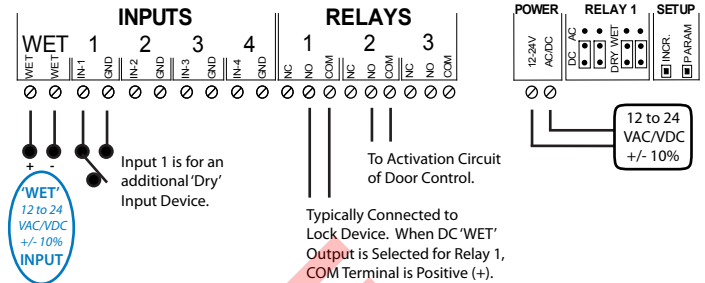 INPUTS
RELAYS
POWER
RELAY 1
SETUP
WET 1 2 3 4 1 2 3
WET WET IN-1 GND IN-2 GND IN-3 GND IN-4 GND NC NO COM NC NO COM NC NO COM
12-24V AC/DC
DC AC
DRY WET
INCR. PARAM
+ -
'WET'
12 to 24
VAC/VDC
+/- 10%
INPUT
Input 1 is for an
additional 'Dry'
Input Device.
To Activation Circuit
of Door Control.
Typically Connected to
Lock Device. When DC 'WET'
Output is Selected for Relay 1,
COM Terminal is Positive (+).
12 to 24
VAC/VDC
+/- 10%